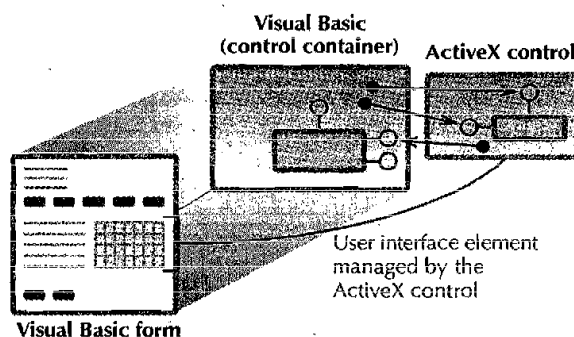 Visual Basic
(control container)
ActiveX control
User interface element
managed by the
ActiveX control
Visual Basic form